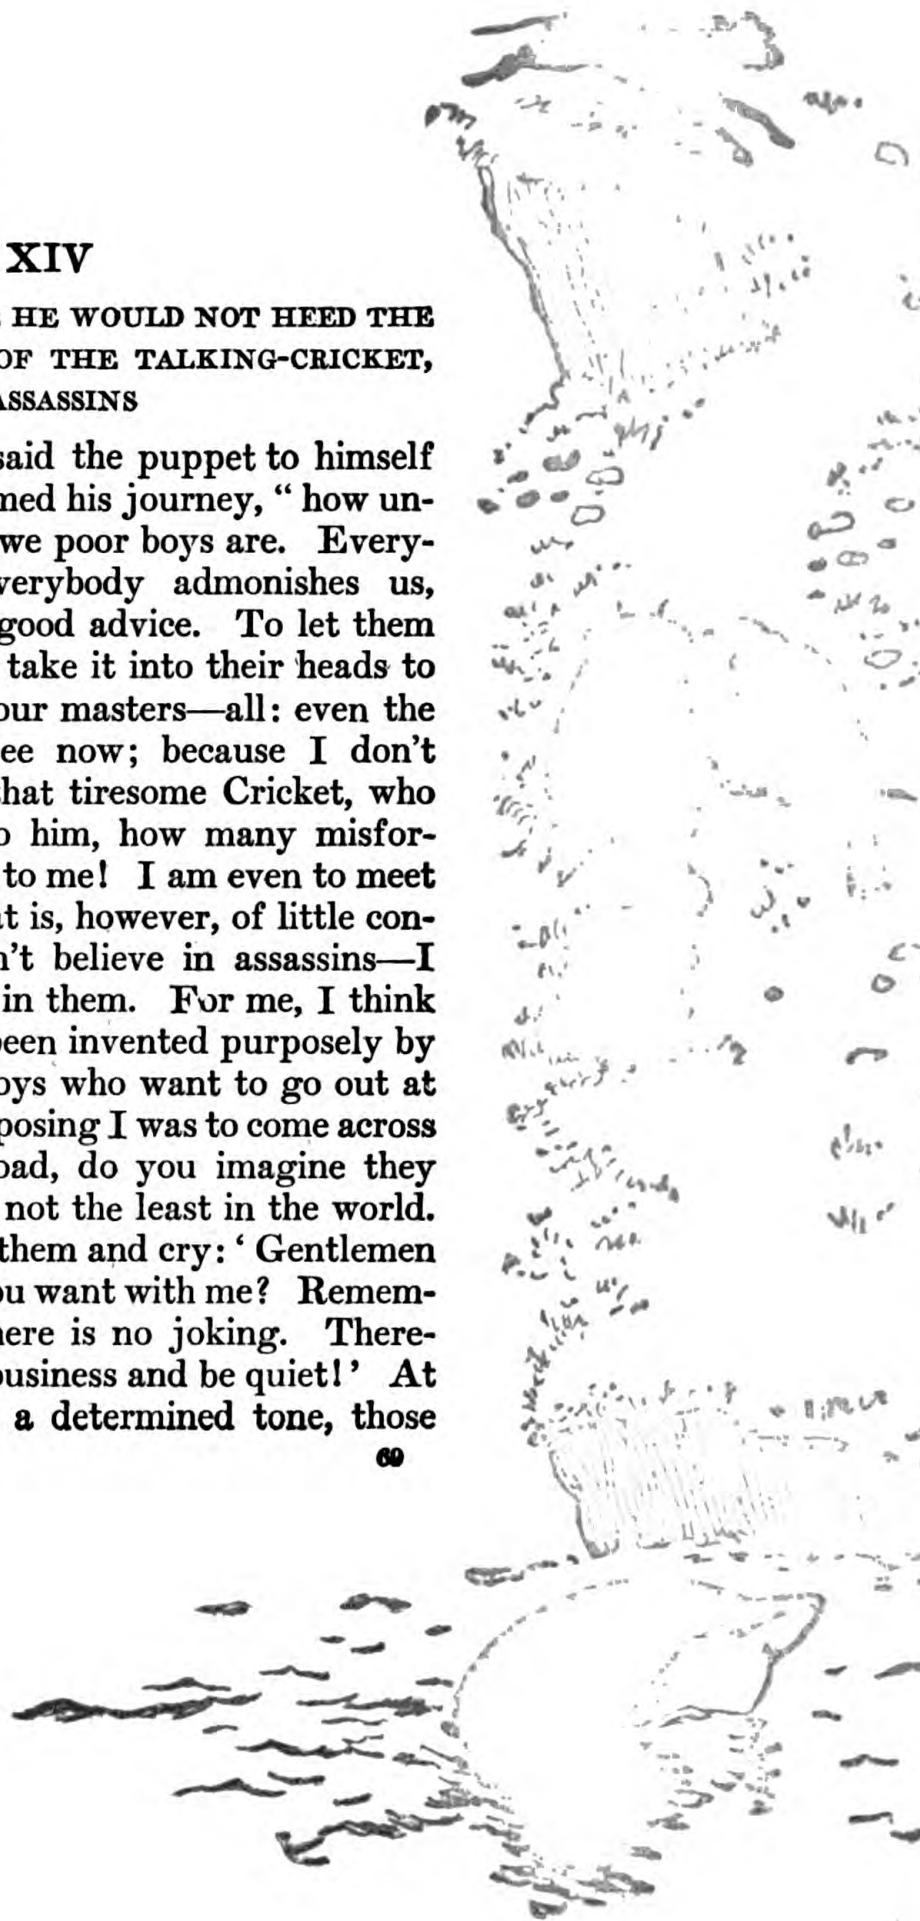 XIV
HE WOULD NOT HEED THE
OF THE TALKING-CRICKET,
ASSASSINS
said the puppet to himself
med his journey, “ how un-
we poor boys are. Every-
verybody admonishes us,
good advice. To let them
take it into their heads to
our masters—all: even the
ee now; because I don't
that tiresome Cricket, who
o him, how many misfor-
to me! I am even to meet
at is, however, of little con-
n't believe in assassins—I
in them. For me, I think
been invented purposely by
oys who want to go out at
posing I was to come across
oad, do you imagine they
not the least in the world.
them and cry: ‘ Gentlemen
ou want with me? Remem-
here is no joking. There-
business and be quiet! ’ At
a determined tone, those
69